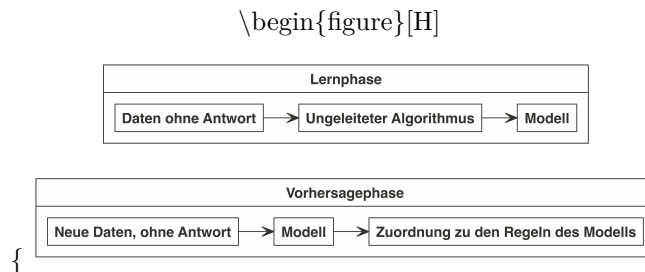 \begin{figure}[H]
Lernphase
Daten ohne Antwort Ungeleiteter Algorithmus Modell
Vorhersagephase
Neue Daten, ohne Antwort Modell Zuordnung zu den Regeln des Modells
{